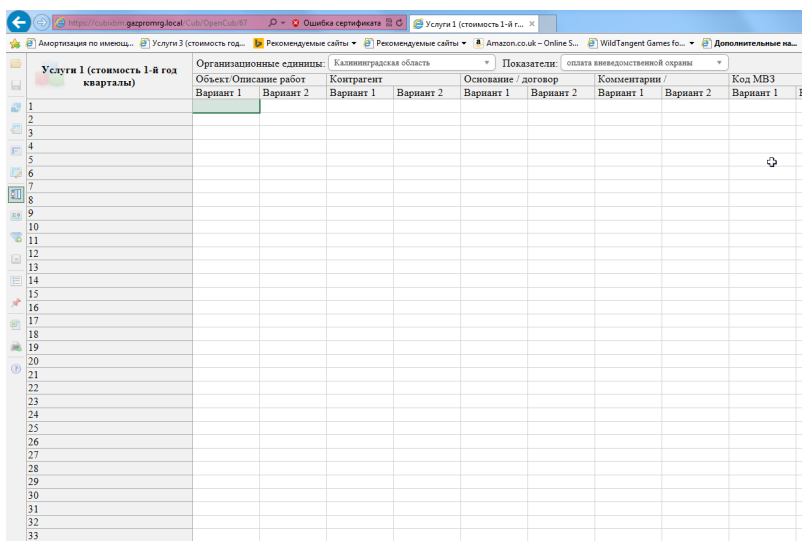 https://cubixbm.gazpromrg.local/Cub/OpenCub/67
Ошибка сертификата
Услуги 1 (стоимость 1-й г...
Амортизация по имеющ...
Услуги 3 (стоимость год...
Рекомендуемые сайты
Рекомендуемые сайты
Amazon.co.uk – Online S...
WildTangent Games fo...
Дополнительные на...
Услуги 1 (стоимость 1-й год кварталы)
Организационные единицы: Калининградская область Показатели: оплата вневедомственной охраны
Объект/Описание работ Контрагент Основание / договор Комментарии / Код МВЗ
Вариант 1 Вариант 2 Вариант 1 Вариант 2 Вариант 1 Вариант 2 Вариант 1 Вариант 2 Вариант 1
1
2
3
4
5
6
7
8
9
10
11
12
13
14
15
16
17
18
19
20
21
22
23
24
25
26
27
28
29
30
31
32
33